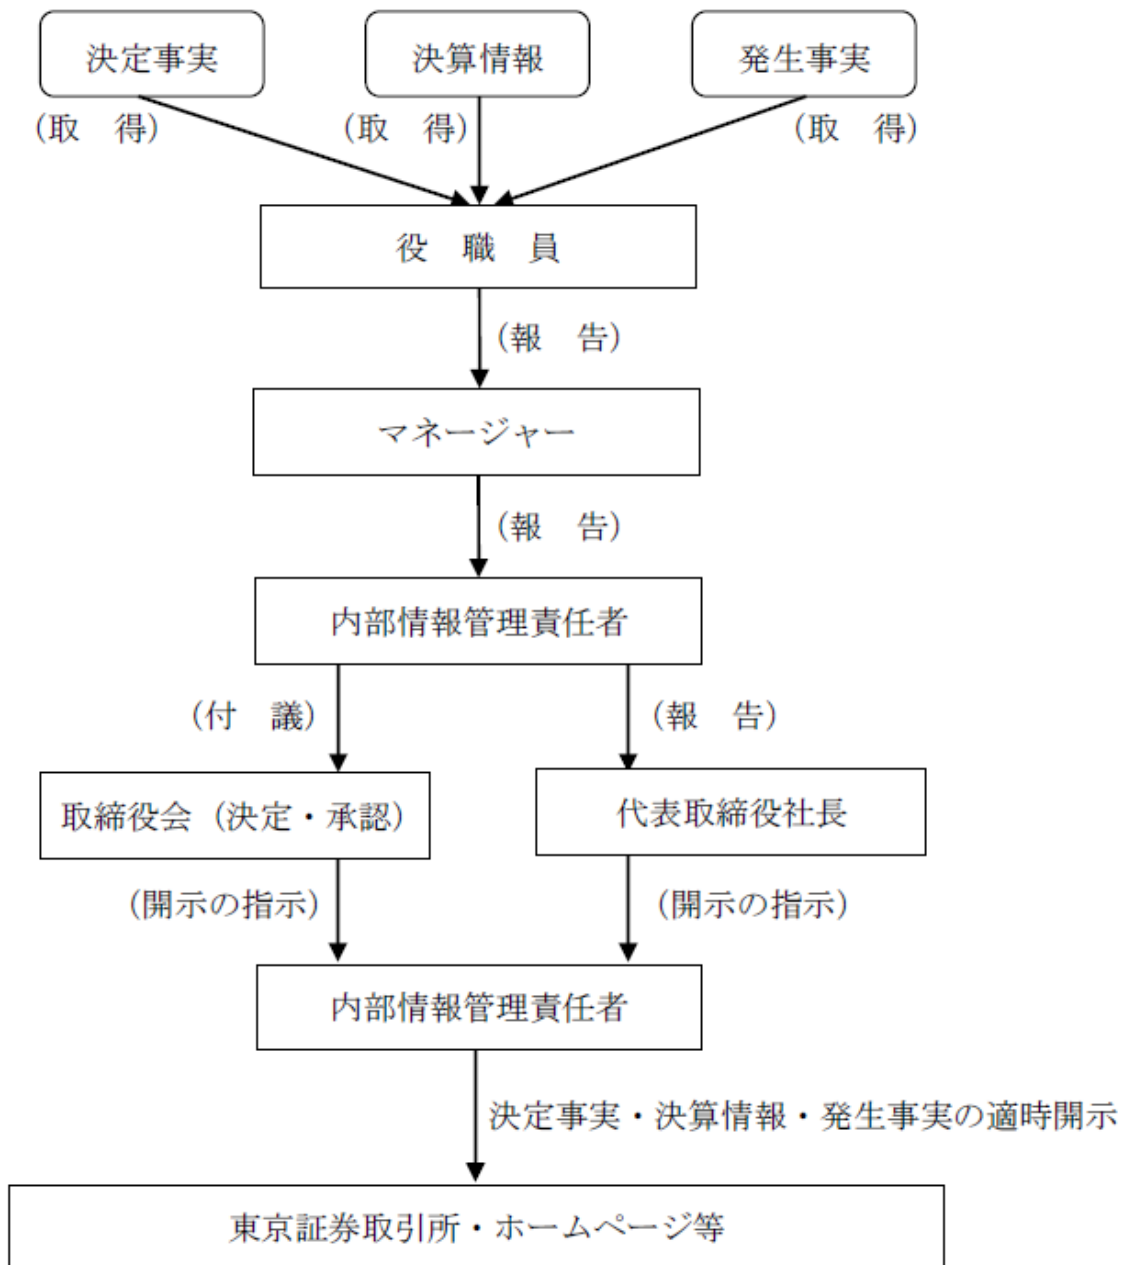 決定事実
決算情報
発生事実
（取　得）
（取　得）
（取　得）
役　職　員
（報　告）
マネージャー
（報　告）
内部情報管理責任者
（付　議）
（報　告）
取締役会（決定・承認）
代表取締役社長
（開示の指示）
（開示の指示）
内部情報管理責任者
決定事実・決算情報・発生事実の適時開示
東京証券取引所・ホームページ等